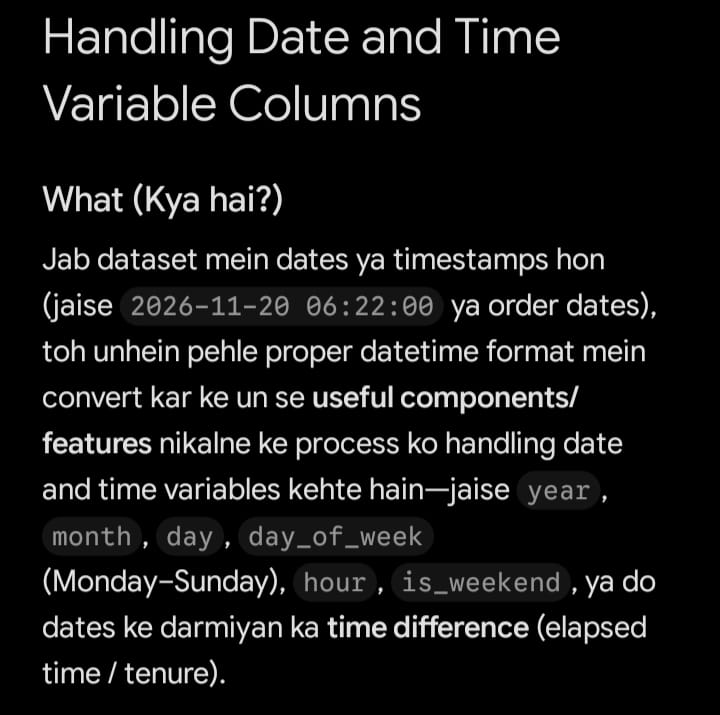 Handling Date and Time
Variable Columns
What (Kya hai?)
Jab dataset mein dates ya timestamps hon
(jaise 2026-11-20 06:22:00 ya order dates),
toh unhein pehle proper datetime format mein
convert kar ke un se useful components/
features nikalne ke process ko handling date
and time variables kehte hain—jaise year,
month, day, day_of_week
(Monday–Sunday), hour, is_weekend, ya do
dates ke darmiyan ka time difference (elapsed
time / tenure).